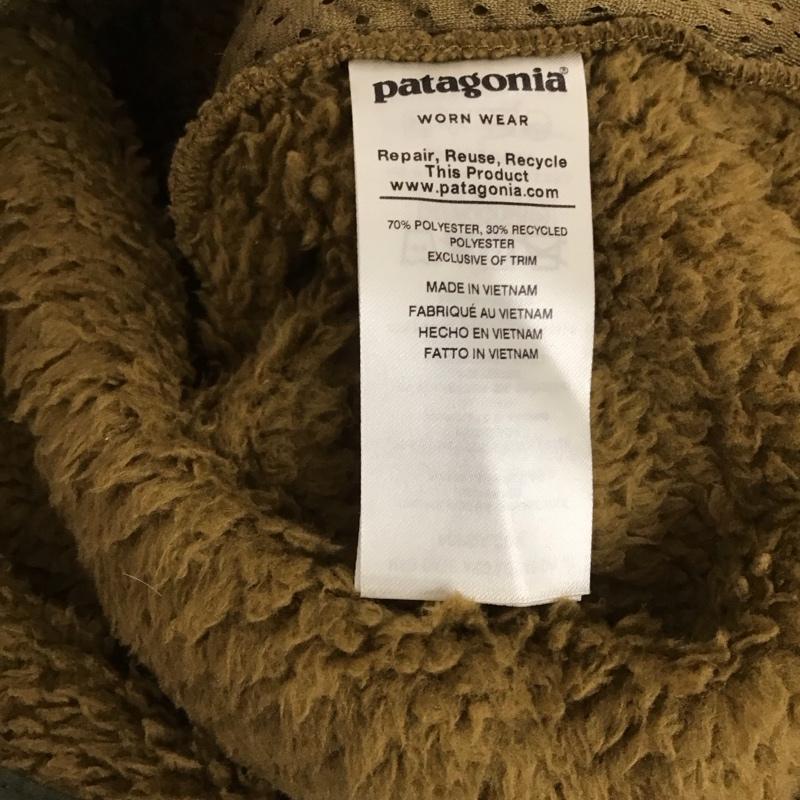 patagonia®
WORN WEAR
Repair, Reuse, Recycle
This Product
www.patagonia.com
70% POLYESTER, 30% RECYCLED
POLYESTER
EXCLUSIVE OF TRIM
MADE IN VIETNAM
FABRIQUÉ AU VIETNAM
HECHO EN VIETNAM
FATTO IN VIETNAM